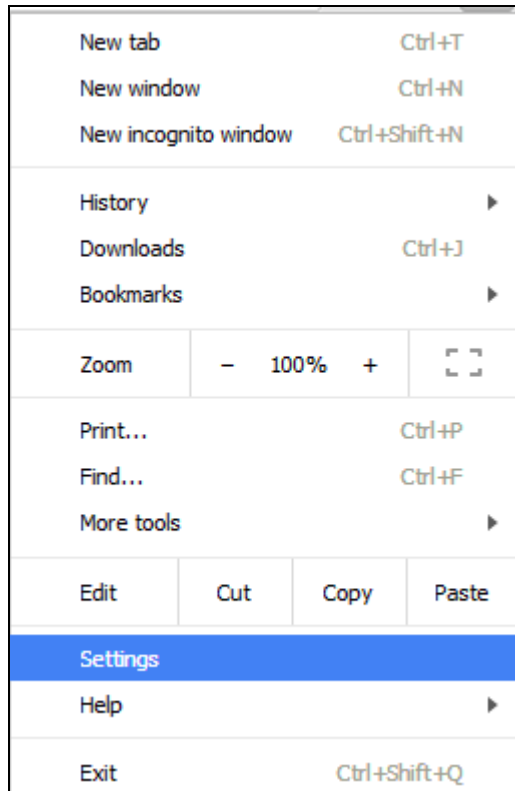 New tab Ctrl+T
New window Ctrl+N
New incognito window Ctrl+Shift+N
History
Downloads Ctrl+J
Bookmarks
Zoom – 100% +
Print... Ctrl+P
Find... Ctrl+F
More tools
Edit Cut Copy Paste
Settings
Help
Exit Ctrl+Shift+Q